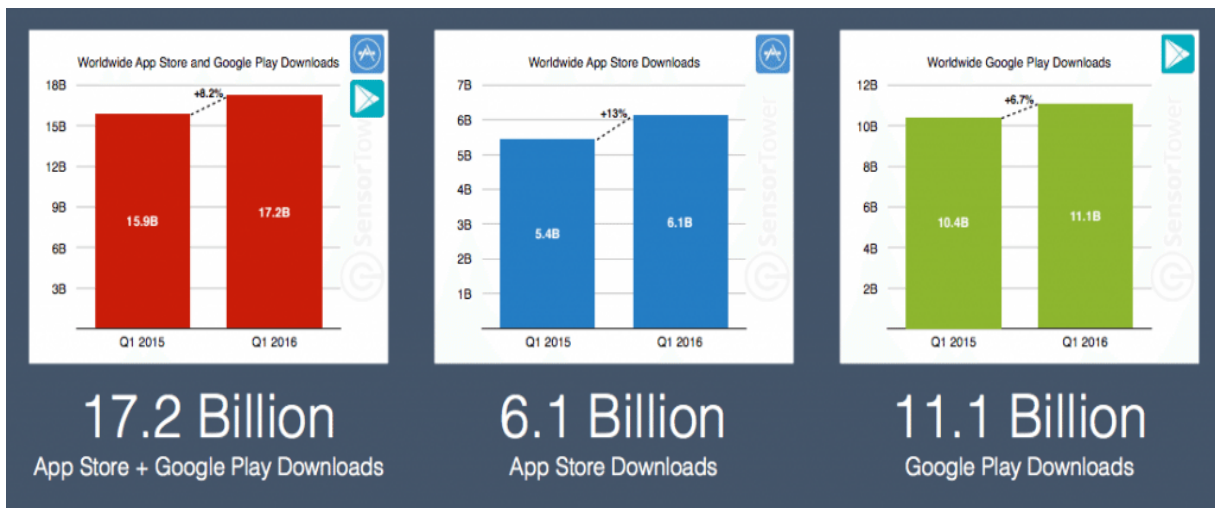 Worldwide App Store and Google Play Downloads
18B
+8.2%
15B
12B
9B
15.9B
17.2B
6B
3B
Q1 2015
Q1 2016
SensorTower
17.2 Billion
App Store + Google Play Downloads
Worldwide App Store Downloads
7B
+13%
6B
5B
4B
3B
5.4B
6.1B
2B
1B
Q1 2015
Q1 2016
SensorTower
6.1 Billion
App Store Downloads
Worldwide Google Play Downloads
12B
+6.7%
10B
8B
6B
10.4B
11.1B
4B
2B
Q1 2015
Q1 2016
SensorTower
11.1 Billion
Google Play Downloads